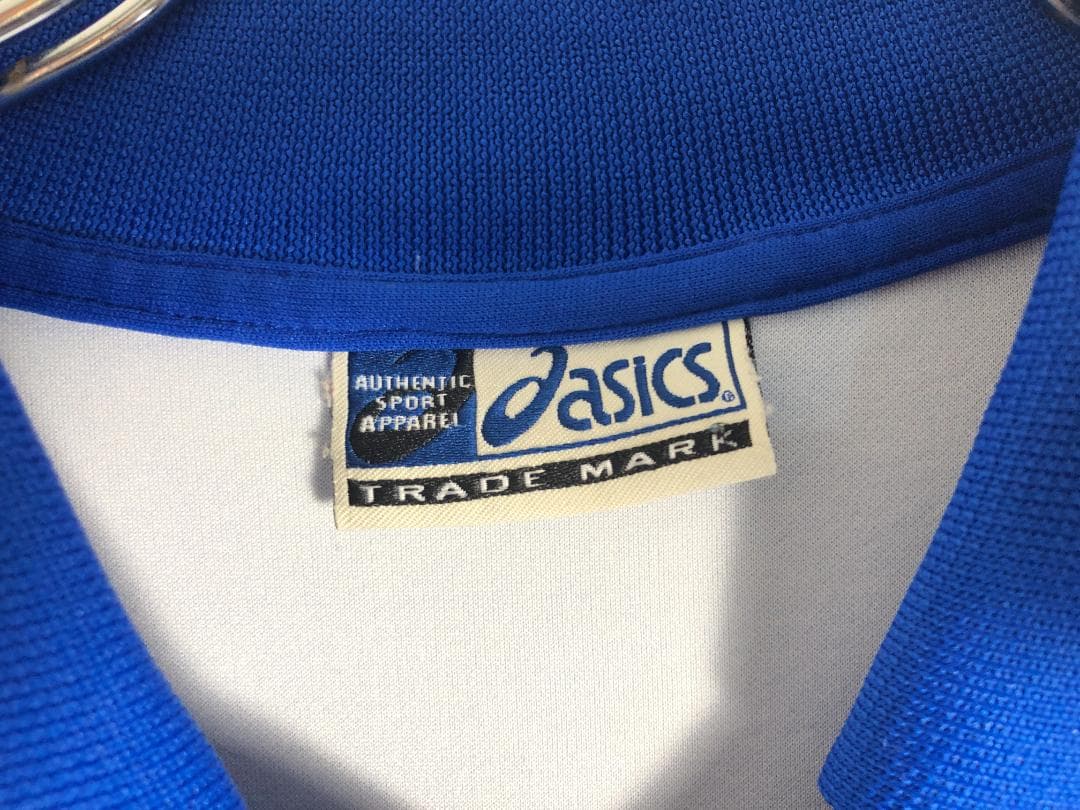 AUTHENTIC
SPORT
APPAREL
asics
TRADE MARK